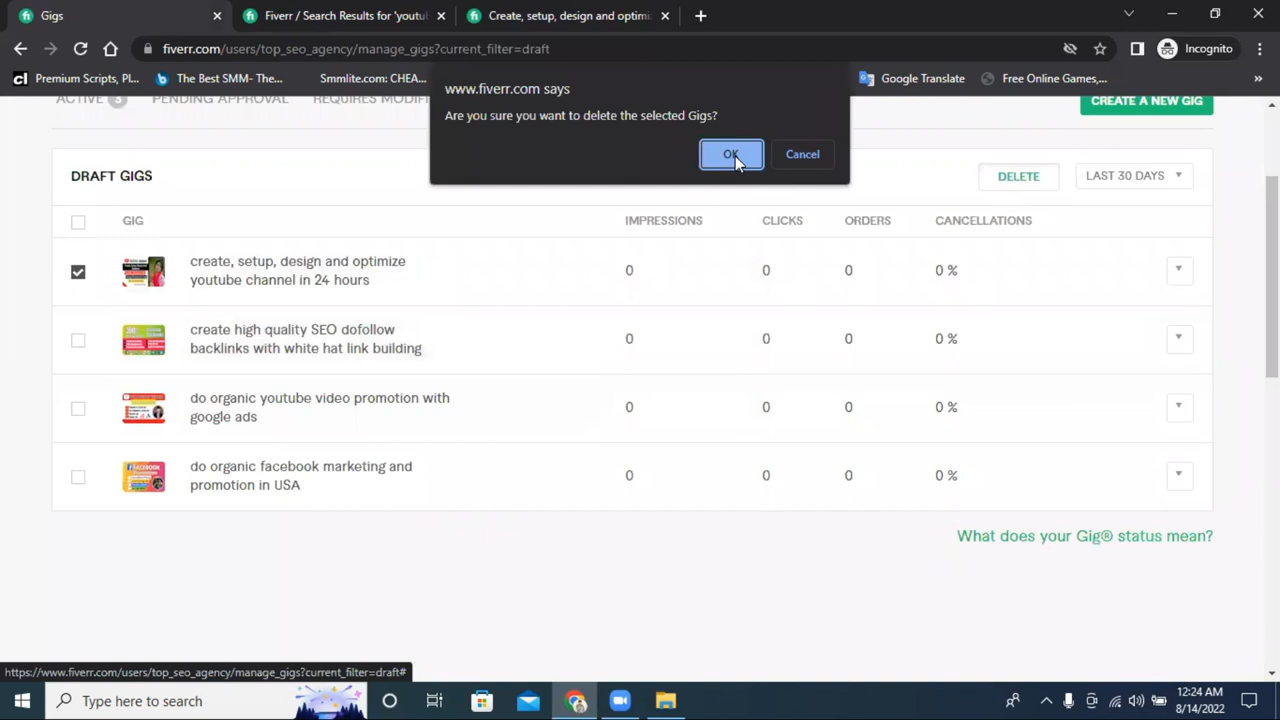 Gigs
Fiverr / Search Results for 'youtu
Create, setup, design and optimi
fiverr.com/users/top_seo_agency/manage_gigs?current_filter=draft
Incognito
Premium Scripts, Pl...
The Best SMM- The...
Smmlite.com: CHEA...
Google Translate
Free Online Games,...
»
www.fiverr.com says
Are you sure you want to delete the selected Gigs?
OK
Cancel
ACTIVE 3
PENDING APPROVAL
REQUIRES MODIFI
CREATE A NEW GIG
DRAFT GIGS
DELETE
LAST 30 DAYS
GIG
IMPRESSIONS
CLICKS
ORDERS
CANCELLATIONS
create, setup, design and optimize
youtube channel in 24 hours
0 0 0 0 %
create high quality SEO dofollow
backlinks with white hat link building
0 0 0 0 %
do organic youtube video promotion with
google ads
0 0 0 0 %
do organic facebook marketing and
promotion in USA
0 0 0 0 %
What does your Gig® status mean?
https://www.fiverr.com/users/top_seo_agency/manage_gigs?current_filter=draft#
Type here to search
12:24 AM
8/14/2022